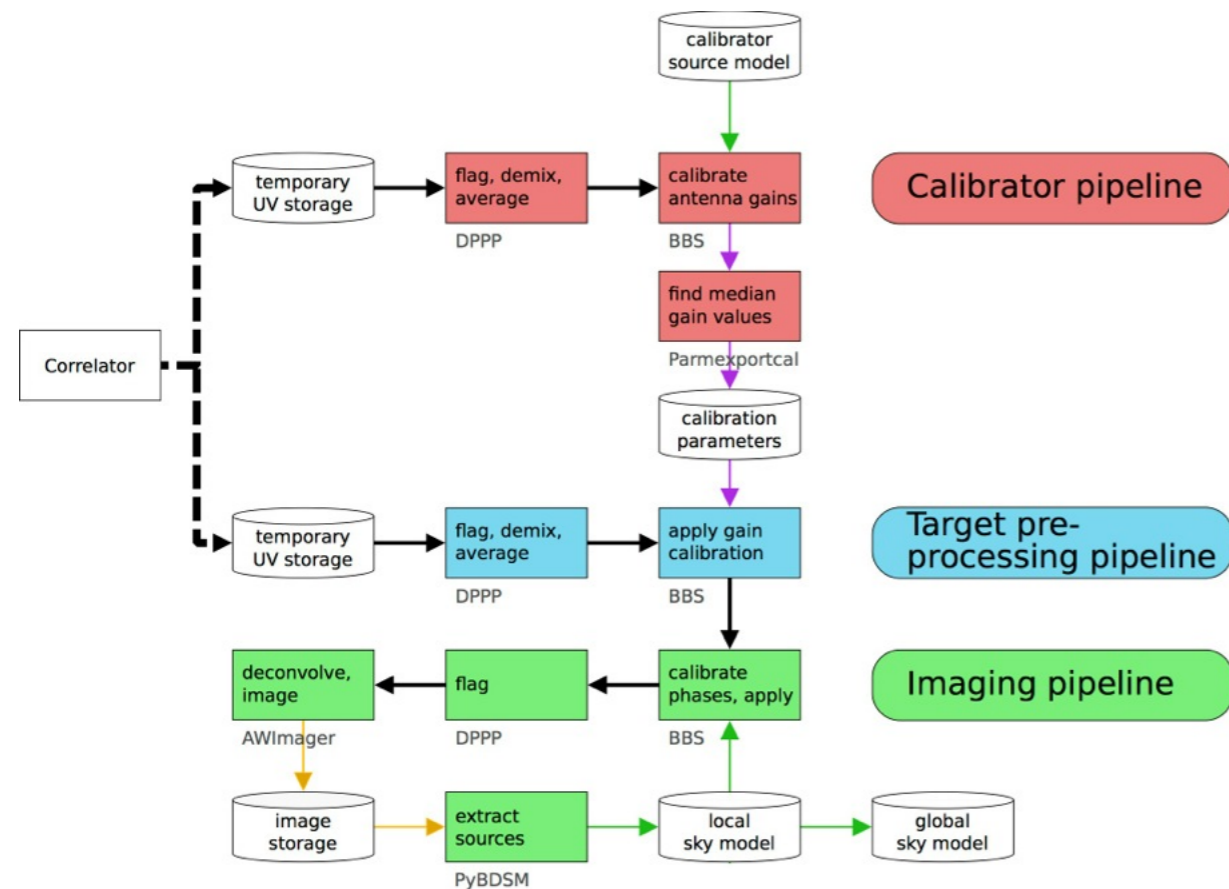 calibrator
source model
temporary
UV storage
flag, demix,
average
DPPP
calibrate
antenna gains
BBS
Calibrator pipeline
find median
gain values
Parmexportcal
Correlator
calibration
parameters
temporary
UV storage
flag, demix,
average
DPPP
apply gain
calibration
BBS
Target pre-
processing pipeline
deconvolve,
image
AWImager
flag
DPPP
calibrate
phases, apply
BBS
Imaging pipeline
image
storage
extract
sources
PyBDSM
local
sky model
global
sky model